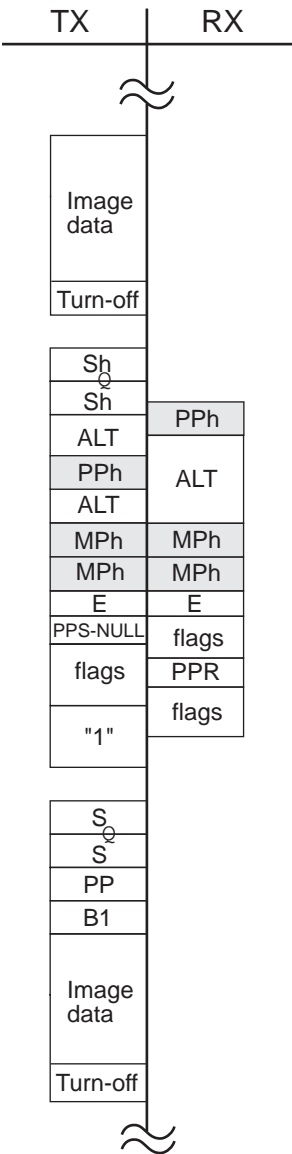 TX RX
Image
data
Turn-off
Sh
Q
Sh
PPh
ALT
ALT
PPh
ALT
MPh MPh
MPh MPh
E E
PPS-NULL flags
flags PPR
flags
"1"
S
Q
S
PP
B1
Image
data
Turn-off